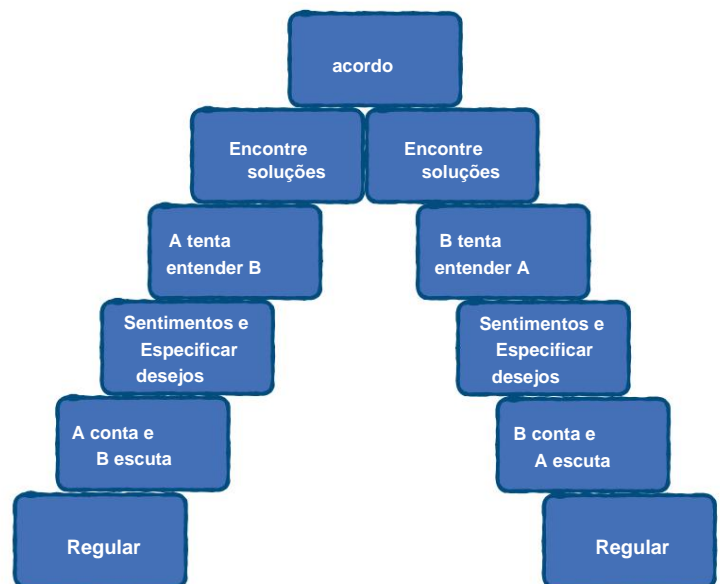 acordo
Encontre
soluções
Encontre
soluções
A tenta
entender B
B tenta
entender A
Sentimentos e
Especificar
desejos
Sentimentos e
Especificar
desejos
A conta e
B escuta
B conta e
A escuta
Regular
Regular